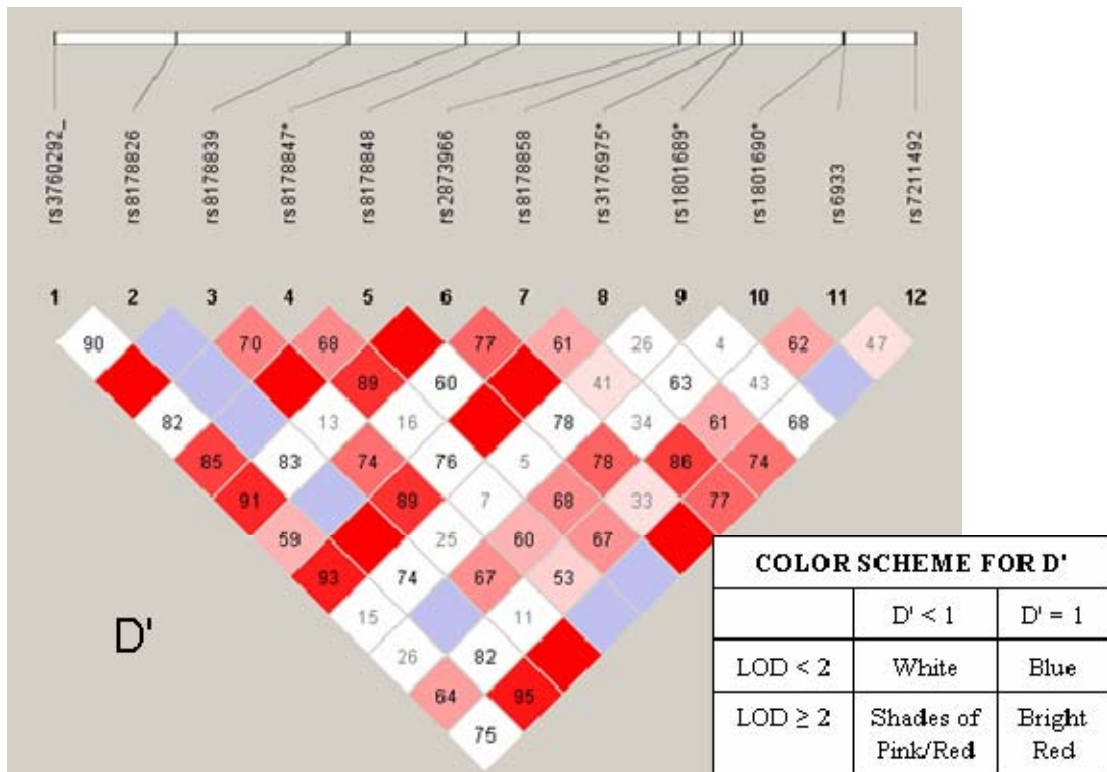 rs3760292_
rs8178826
rs8178839
rs8178847*
rs8178848
rs2873966
rs8178858
rs3176975*
rs1801689*
rs1801690*
rs6933
rs7211492
1 2 3 4 5 6 7 8 9 10 11 12
90 70 68 77 61 26 4 62 47
89 60 41 63 43
82 13 16 78 34 61 68
85 83 74 76 5 78 86 74
91 89 7 68 33 77
59 25 60 67
93 74 67 53
15 11
26 82
64 95
75
D'
COLOR SCHEME FOR D'
D' < 1 D' = 1
LOD < 2 White Blue
LOD ≥ 2 Shades of Pink/Red Bright Red